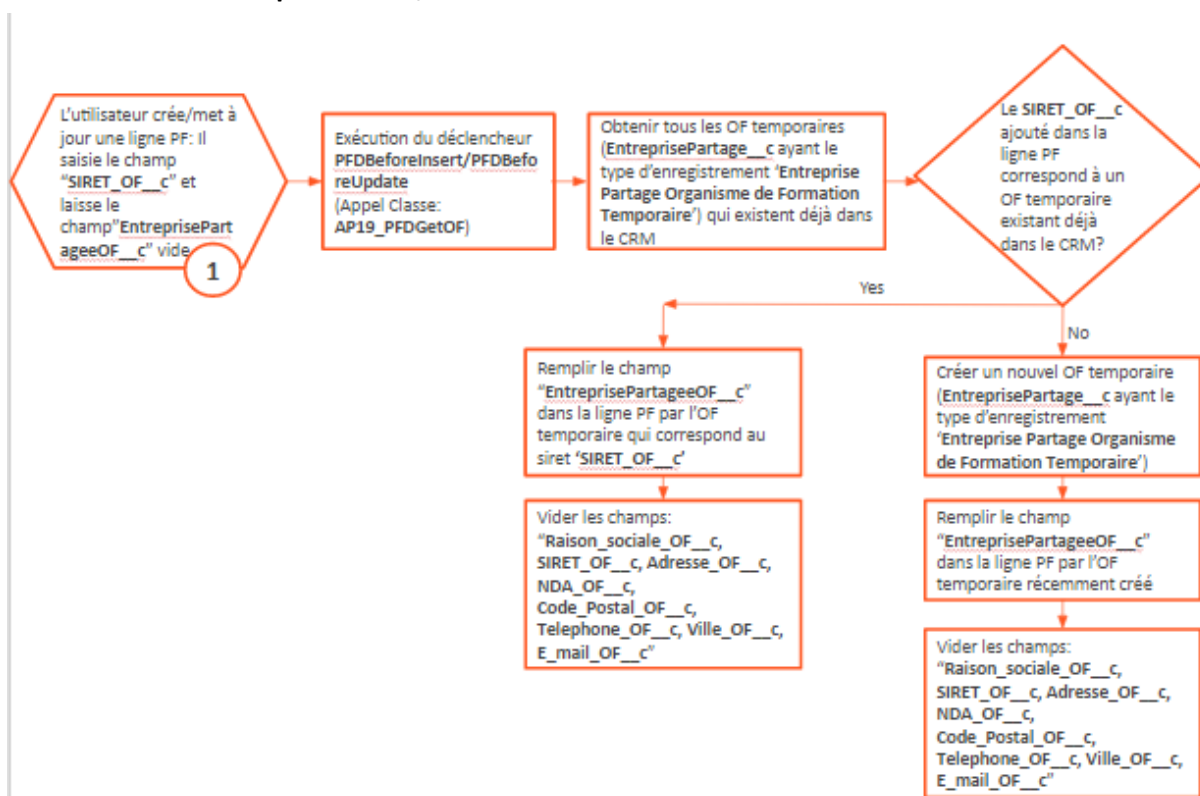 L'utilisateur crée/met à
jour une ligne PF: Il
saisie le champ
"SIRET_OF__c" et
laisse le
champ"EntreprisePart
ageeOF__c" vide
1
Exécution du déclencheur
PFDBeforeInsert/PFDBefo
reUpdate
(Appel Classe:
AP19_PFDGetOF)
Obtenir tous les OF temporaires
(EntreprisePartage__c ayant le
type d'enregistrement 'Entreprise
Partage Organisme de Formation
Temporaire') qui existent déjà dans
le CRM
Le SIRET_OF__c
ajouté dans la
ligne PF
correspond à un
OF temporaire
existant déjà
dans le CRM?
Yes
No
Remplir le champ
"EntreprisePartageeOF__c"
dans la ligne PF par l'OF
temporaire qui correspond au
siret 'SIRET_OF__c'
Vider les champs:
"Raison_sociale_OF__c,
SIRET_OF__c, Adresse_OF__c,
NDA_OF__c,
Code_Postal_OF__c,
Telephone_OF__c, Ville_OF__c,
E_mail_OF__c"
Créer un nouvel OF temporaire
(EntreprisePartage__c ayant le
type d'enregistrement
'Entreprise Partage Organisme
de Formation Temporaire')
Remplir le champ
"EntreprisePartageeOF__c"
dans la ligne PF par l'OF
temporaire récemment créé
Vider les champs:
"Raison_sociale_OF__c,
SIRET_OF__c, Adresse_OF__c,
NDA_OF__c,
Code_Postal_OF__c,
Telephone_OF__c, Ville_OF__c,
E_mail_OF__c"